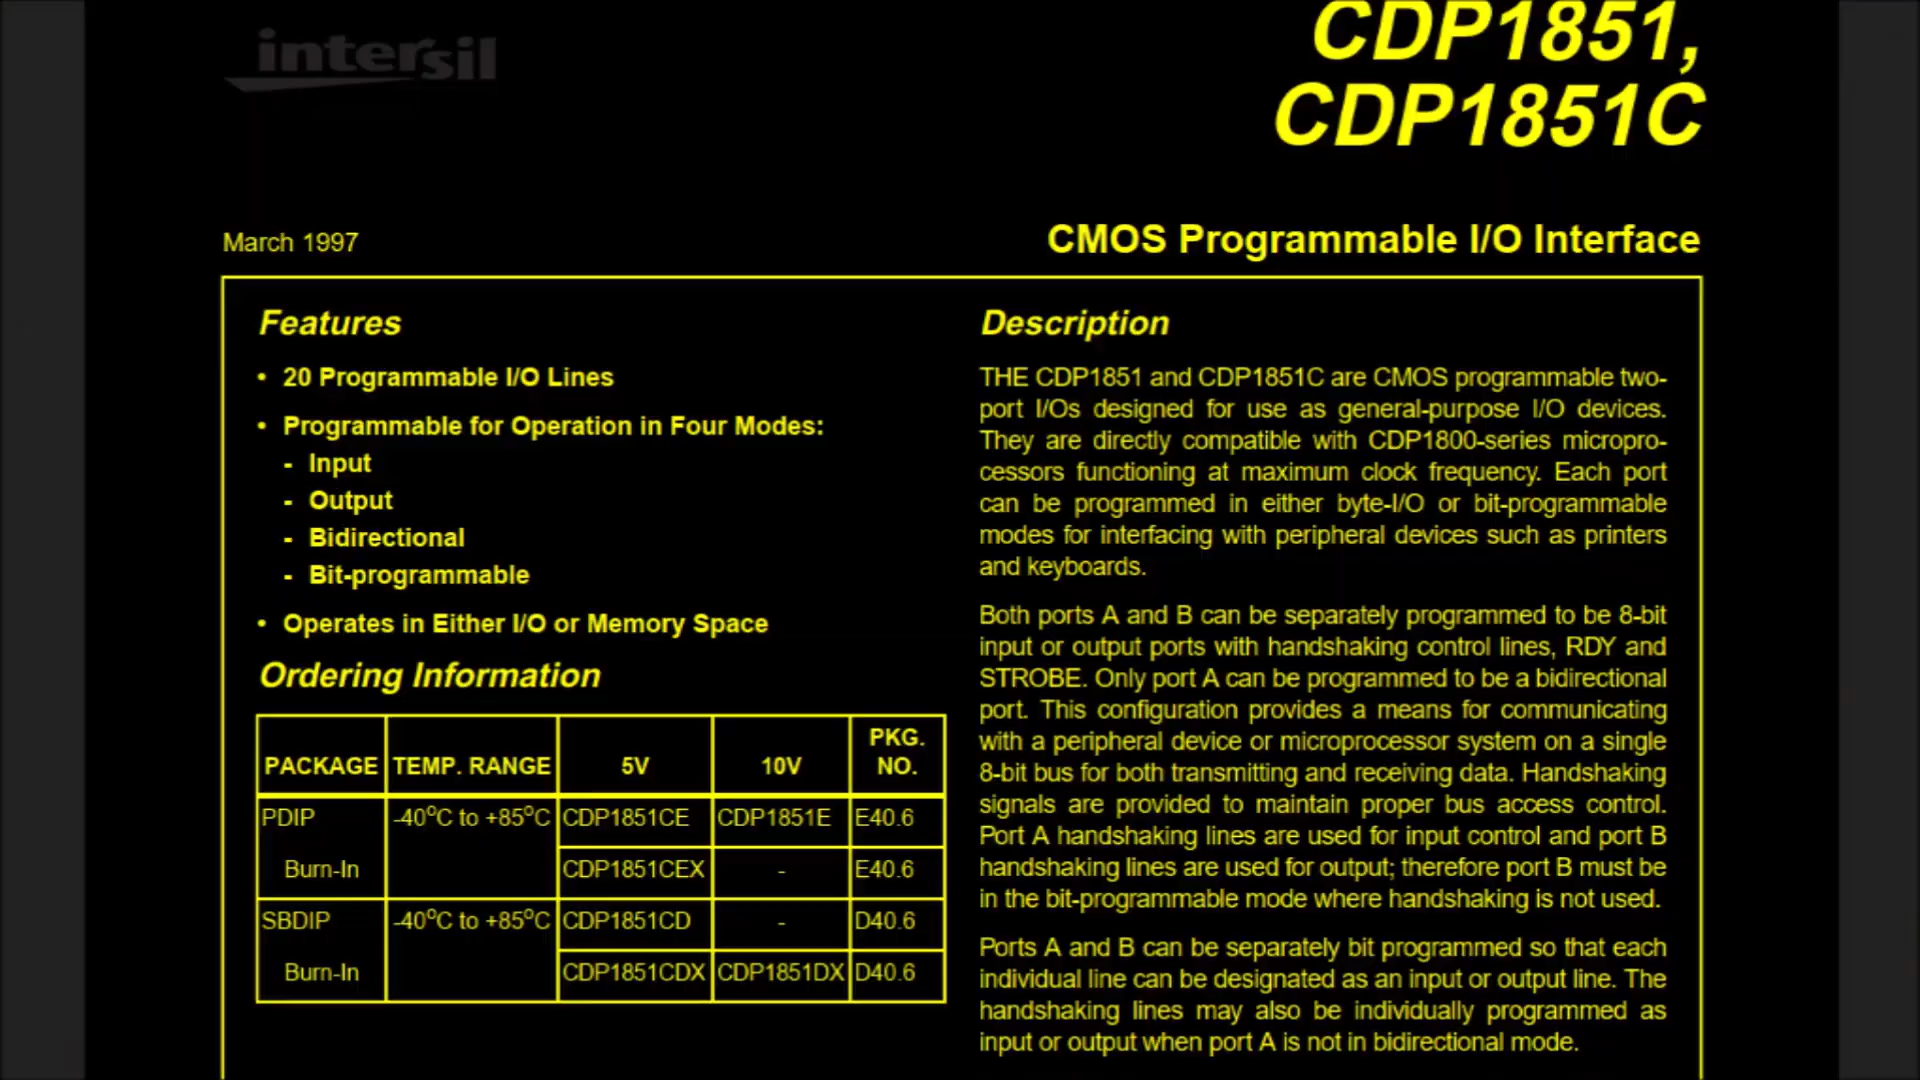 intersil
CDP1851,
CDP1851C
March 1997
CMOS Programmable I/O Interface
Features
• 20 Programmable I/O Lines
• Programmable for Operation in Four Modes:
- Input
- Output
- Bidirectional
- Bit-programmable
• Operates in Either I/O or Memory Space
Ordering Information
PACKAGE TEMP. RANGE 5V 10V PKG. NO.
PDIP -40°C to +85°C CDP1851CE CDP1851E E40.6
Burn-In CDP1851CEX - E40.6
SBDIP -40°C to +85°C CDP1851CD - D40.6
Burn-In CDP1851CDX CDP1851DX D40.6
Description
THE CDP1851 and CDP1851C are CMOS programmable two-
port I/Os designed for use as general-purpose I/O devices.
They are directly compatible with CDP1800-series micropro-
cessors functioning at maximum clock frequency. Each port
can be programmed in either byte-I/O or bit-programmable
modes for interfacing with peripheral devices such as printers
and keyboards.
Both ports A and B can be separately programmed to be 8-bit
input or output ports with handshaking control lines, RDY and
STROBE. Only port A can be programmed to be a bidirectional
port. This configuration provides a means for communicating
with a peripheral device or microprocessor system on a single
8-bit bus for both transmitting and receiving data. Handshaking
signals are provided to maintain proper bus access control.
Port A handshaking lines are used for input control and port B
handshaking lines are used for output; therefore port B must be
in the bit-programmable mode where handshaking is not used.
Ports A and B can be separately bit programmed so that each
individual line can be designated as an input or output line. The
handshaking lines may also be individually programmed as
input or output when port A is not in bidirectional mode.